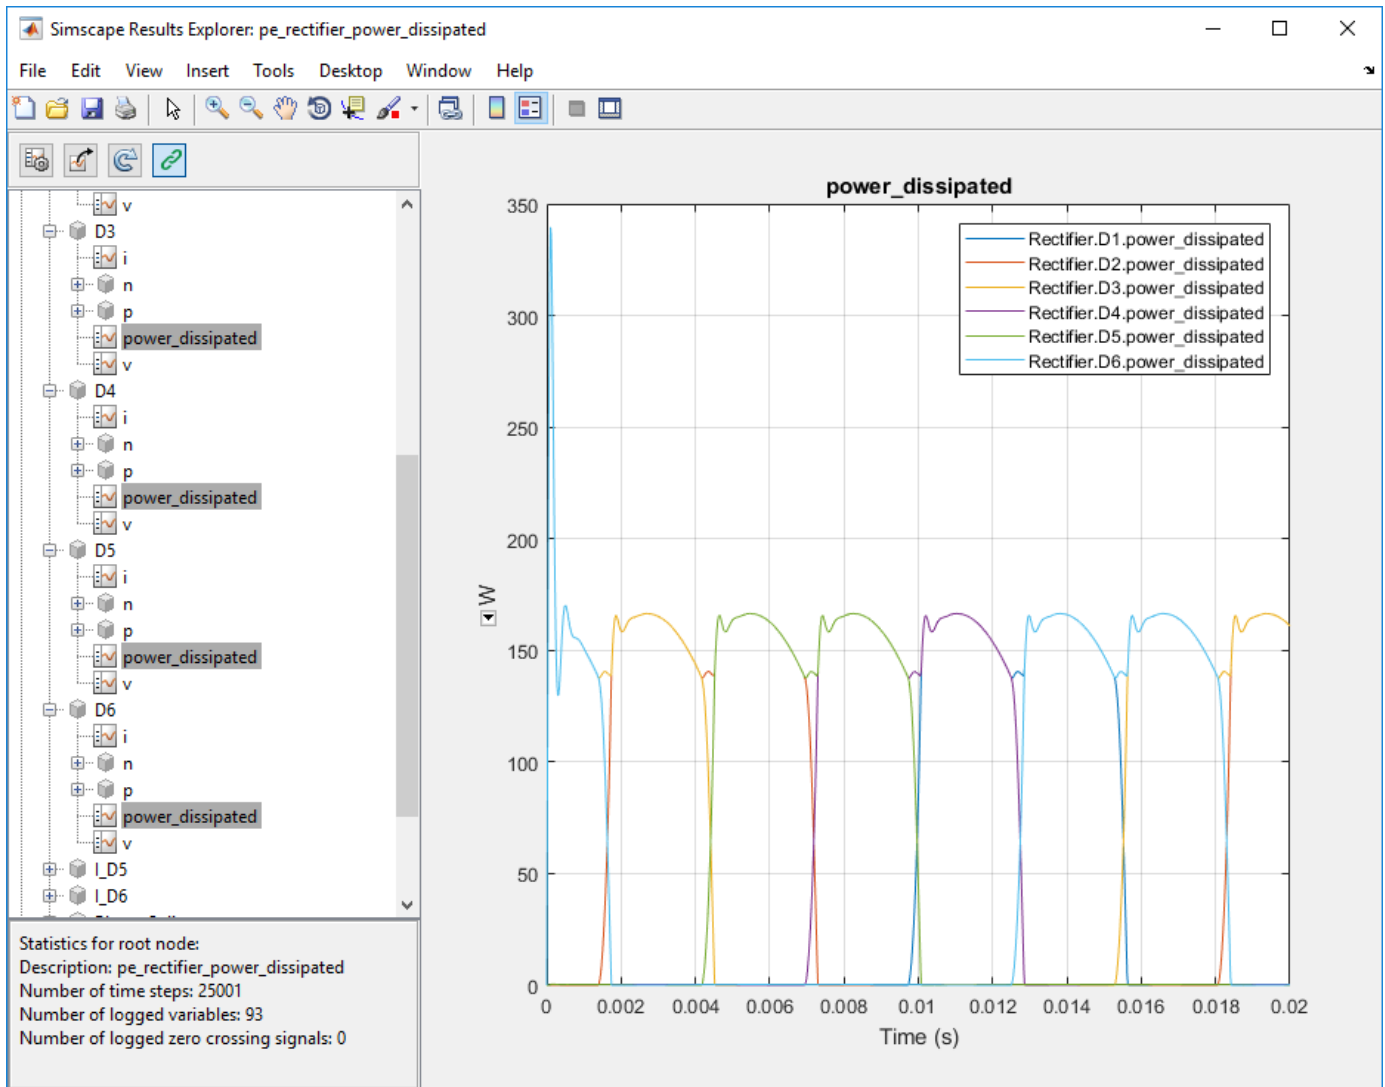 Simscape Results Explorer: pe_rectifier_power_dissipated
File Edit View Insert Tools Desktop Window Help
v
D3
i
n
p
power_dissipated
v
D4
i
n
p
power_dissipated
v
D5
i
n
p
power_dissipated
v
D6
i
n
p
power_dissipated
v
I_D5
I_D6
Statistics for root node:
Description: pe_rectifier_power_dissipated
Number of time steps: 25001
Number of logged variables: 93
Number of logged zero crossing signals: 0
power_dissipated
350
300
250
200
150
100
50
0
W
Rectifier.D1.power_dissipated
Rectifier.D2.power_dissipated
Rectifier.D3.power_dissipated
Rectifier.D4.power_dissipated
Rectifier.D5.power_dissipated
Rectifier.D6.power_dissipated
0 0.002 0.004 0.006 0.008 0.01 0.012 0.014 0.016 0.018 0.02
Time (s)